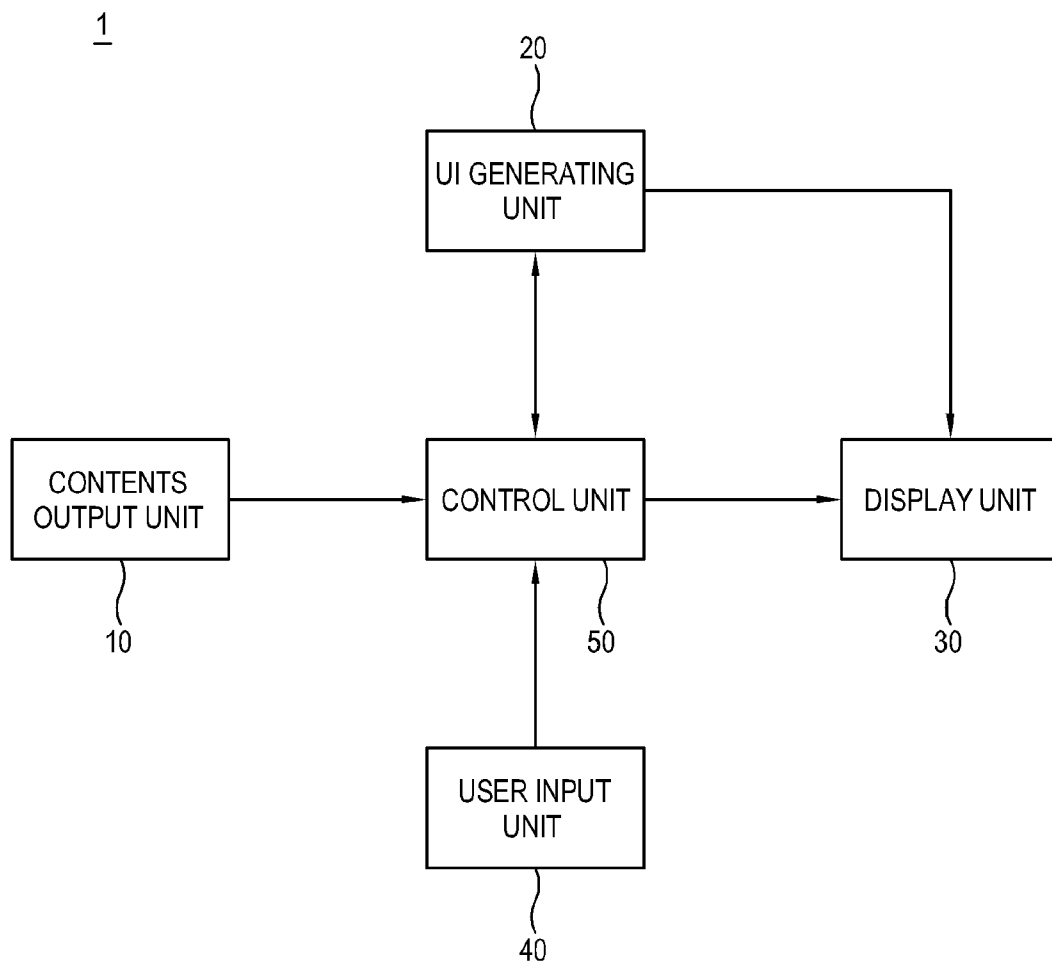 1
20
UI GENERATING
UNIT
CONTENTS
OUTPUT UNIT
CONTROL UNIT
DISPLAY UNIT
10
50
30
USER INPUT
UNIT
40